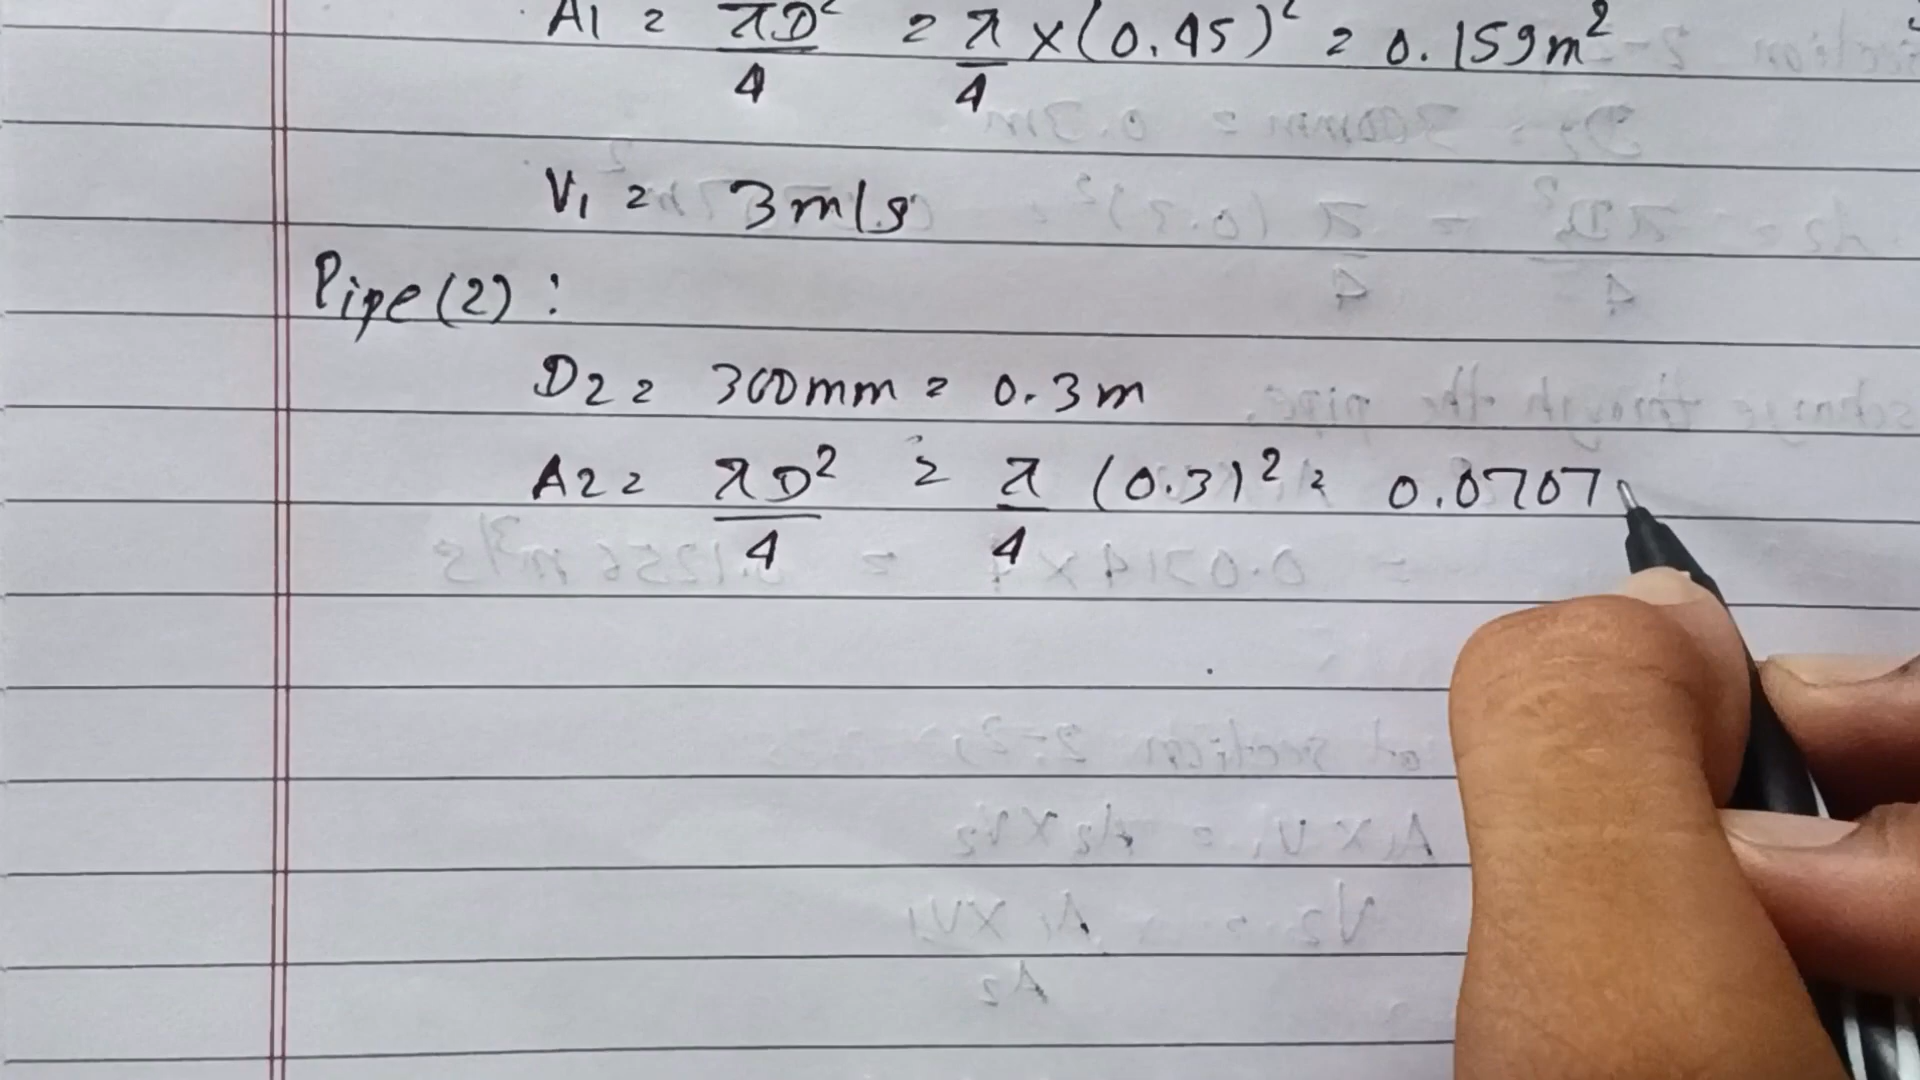 A1 = πD²/4 = π/4 x (0.45)² = 0.159m²
V1 = 3m/s
Pipe (2) :
D2 = 300mm = 0.3m
A2 = πD²/4 = π/4 (0.3)² = 0.0707